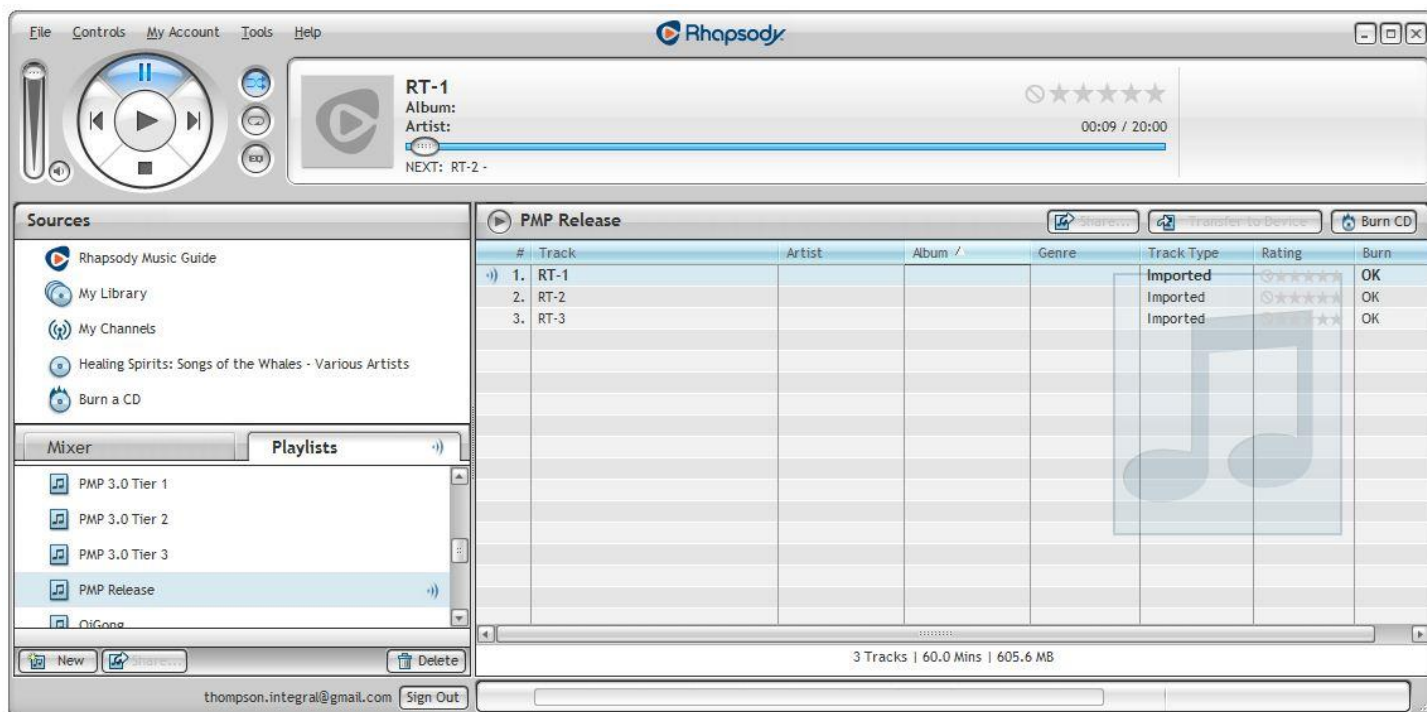 File Controls My Account Tools Help
Rhapsody
RT-1
Album:
Artist:
00:09 / 20:00
NEXT: RT-2 -
EQ
Sources
Rhapsody Music Guide
My Library
My Channels
Healing Spirits: Songs of the Whales - Various Artists
Burn a CD
Mixer Playlists
PMP 3.0 Tier 1
PMP 3.0 Tier 2
PMP 3.0 Tier 3
PMP Release
QiGong
New Share... Delete
thompson.integral@gmail.com Sign Out
PMP Release Share... Transfer to Device Burn CD
# Track Artist Album Genre Track Type Rating Burn
1. RT-1 Imported OK
2. RT-2 Imported OK
3. RT-3 Imported OK
3 Tracks | 60.0 Mins | 605.6 MB